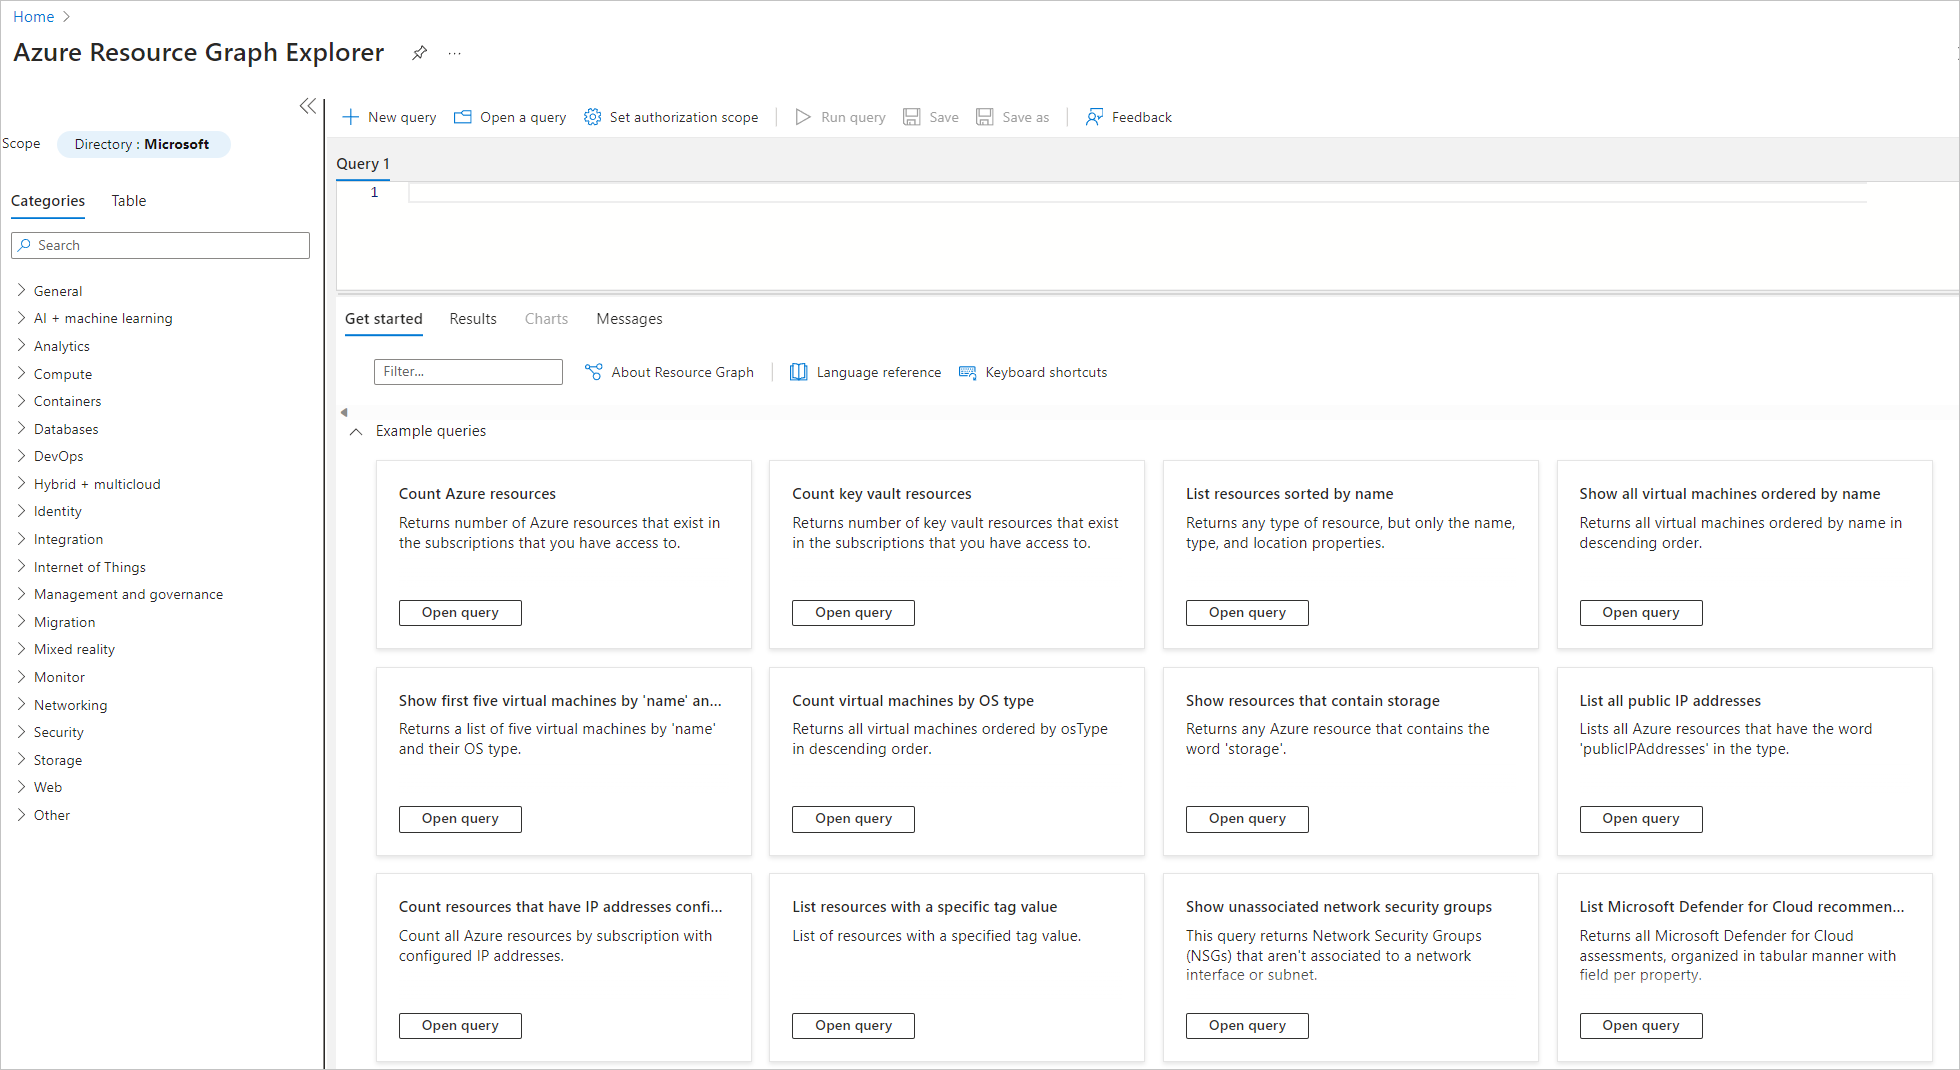 Home
Azure Resource Graph Explorer
New query
Open a query
Set authorization scope
Run query
Save
Save as
Feedback
Scope
Directory : Microsoft
Categories
Table
Search
General
AI + machine learning
Analytics
Compute
Containers
Databases
DevOps
Hybrid + multicloud
Identity
Integration
Internet of Things
Management and governance
Migration
Mixed reality
Monitor
Networking
Security
Storage
Web
Other
Query 1
1
Get started
Results
Charts
Messages
Filter...
About Resource Graph
Language reference
Keyboard shortcuts
Example queries
Count Azure resources
Returns number of Azure resources that exist in
the subscriptions that you have access to.
Open query
Count key vault resources
Returns number of key vault resources that exist
in the subscriptions that you have access to.
Open query
List resources sorted by name
Returns any type of resource, but only the name,
type, and location properties.
Open query
Show all virtual machines ordered by name
Returns all virtual machines ordered by name in
descending order.
Open query
Show first five virtual machines by 'name' an...
Returns a list of five virtual machines by 'name'
and their OS type.
Open query
Count virtual machines by OS type
Returns all virtual machines ordered by osType
in descending order.
Open query
Show resources that contain storage
Returns any Azure resource that contains the
word 'storage'.
Open query
List all public IP addresses
Lists all Azure resources that have the word
'publicIPAddresses' in the type.
Open query
Count resources that have IP addresses confi...
Count all Azure resources by subscription with
configured IP addresses.
Open query
List resources with a specific tag value
List of resources with a specified tag value.
Open query
Show unassociated network security groups
This query returns Network Security Groups
(NSGs) that aren't associated to a network
interface or subnet.
Open query
List Microsoft Defender for Cloud recommen...
Returns all Microsoft Defender for Cloud
assessments, organized in tabular manner with
field per property.
Open query